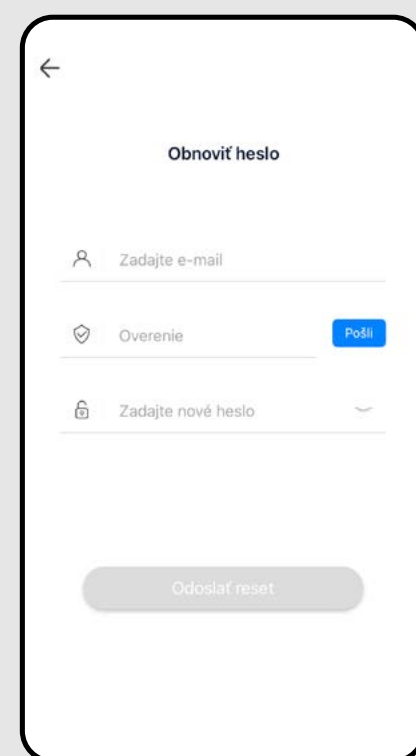 Obnoviť heslo
Zadajte e-mail
Overenie
Pošli
Zadajte nové heslo
Odoslať reset